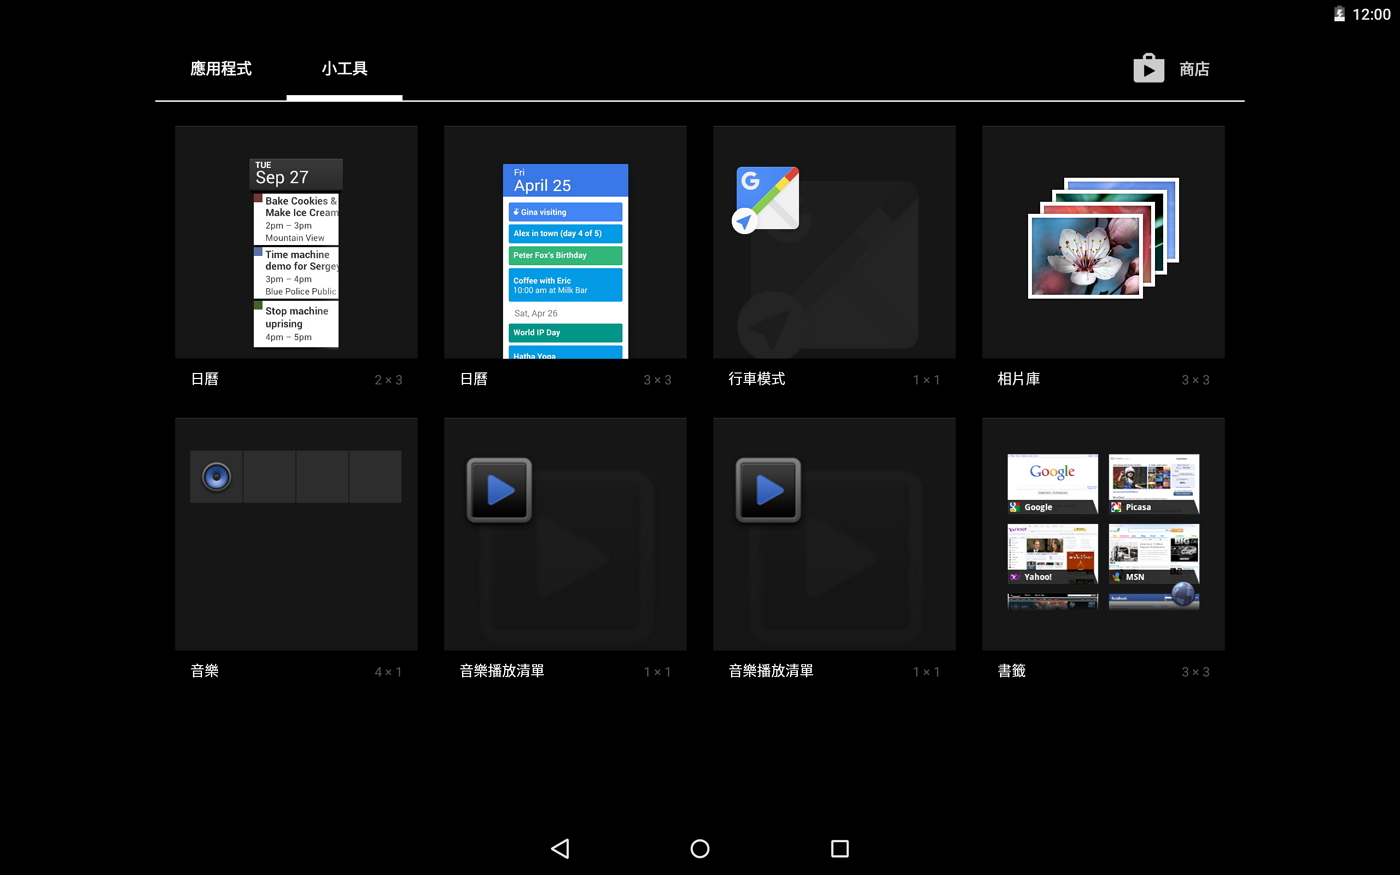 12:00
應用程式
小工具
商店
TUE
Sep 27
Bake Cookies &
Make Ice Cream
2pm – 3pm
Mountain View
Time machine
demo for Sergey
3pm – 4pm
Blue Police Public
Stop machine
uprising
4pm – 5pm
日曆
2 × 3
Fri
April 25
Gina visiting
Alex in town (day 4 of 5)
Peter Fox's Birthday
Coffee with Eric
10:00 am at Milk Bar
Sat, Apr 26
World IP Day
Hatha Yoga
日曆
3 × 3
G
行車模式
1 × 1
相片庫
3 × 3
音樂
4 × 1
音樂播放清單
1 × 1
音樂播放清單
1 × 1
Google
Google
Picasa
Yahoo!
MSN
書籤
3 × 3